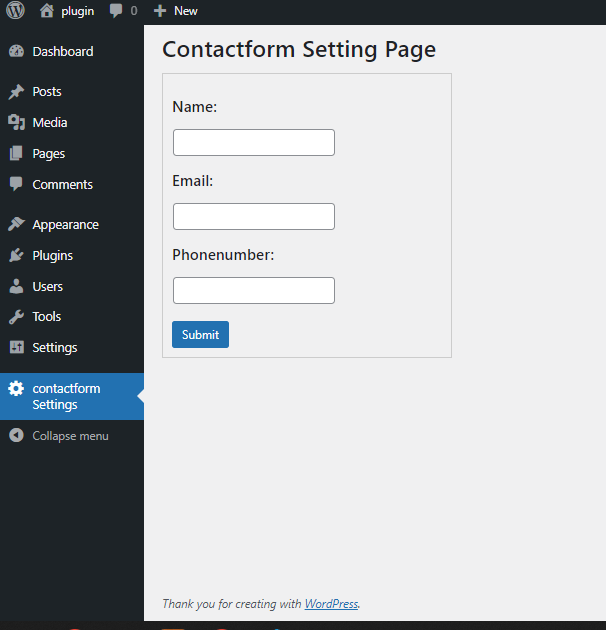 plugin 0 New
Dashboard
Posts
Media
Pages
Comments
Appearance
Plugins
Users
Tools
Settings
contactform
Settings
Collapse menu
Contactform Setting Page
Name:
Email:
Phonenumber:
Submit
Thank you for creating with WordPress.